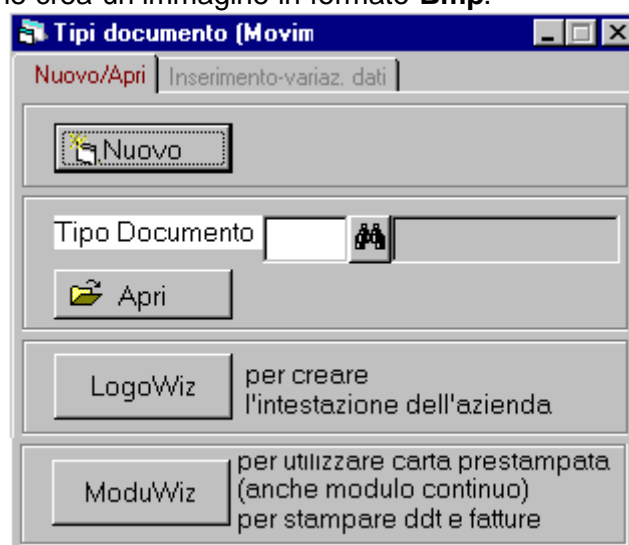 crea un'immagine in formato Bmp.
Tipi documento (Movim
Nuovo/Apri Inserimento-variaz. dati
Nuovo
Tipo Documento
Apri
LogoWiz per creare
l'intestazione dell'azienda
per utilizzare carta prestampata
ModuWiz (anche modulo continuo)
per stampare ddt e fatture